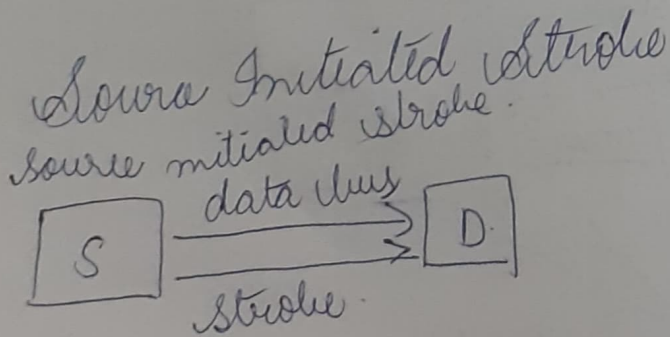 Source Initiated Strobe
source initiated strobe.
data bus
S
D.
strobe.